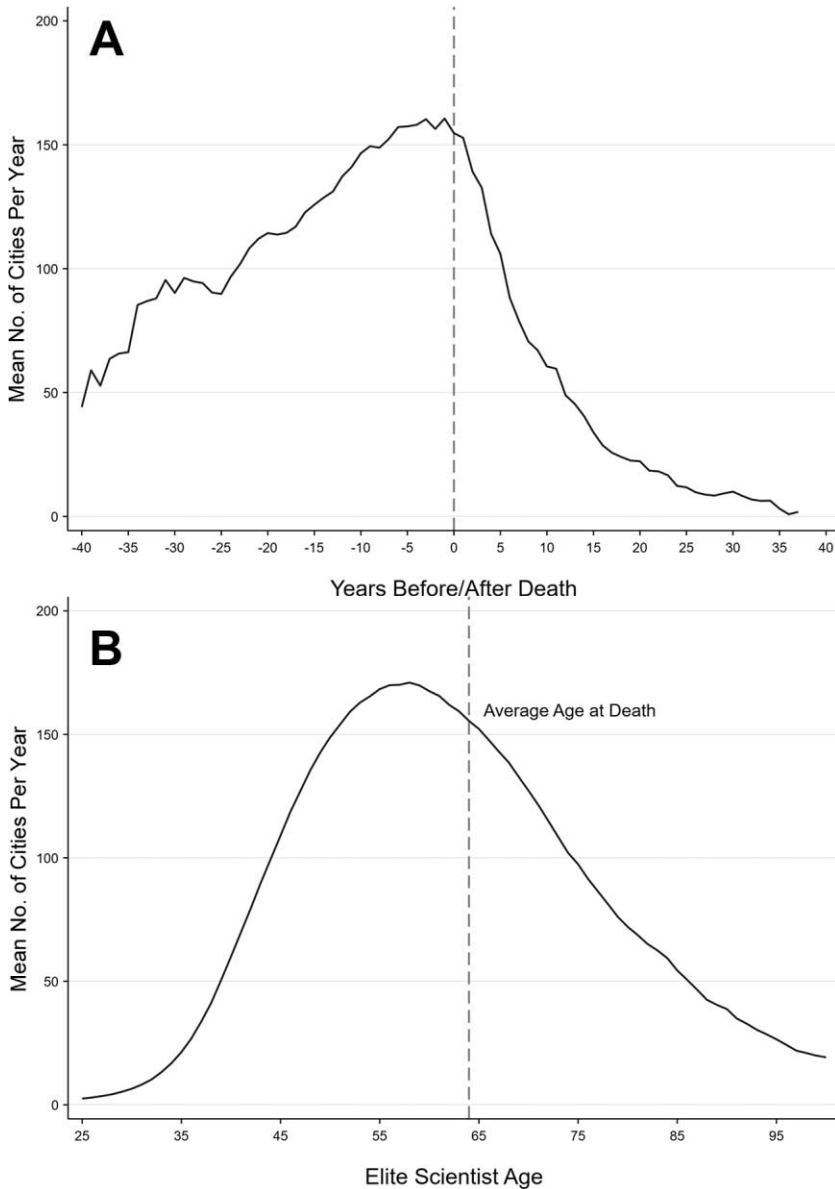 A
200
150
100
50
0
Mean No. of Cities Per Year
-40 -35 -30 -25 -20 -15 -10 -5 0 5 10 15 20 25 30 35 40
Years Before/After Death
B
200
150
100
50
0
Mean No. of Cities Per Year
Average Age at Death
25 35 45 55 65 75 85 95
Elite Scientist Age